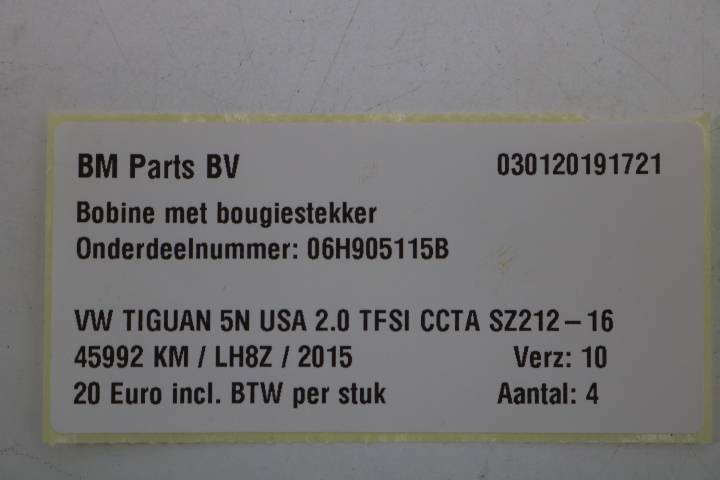 BM Parts BV 030120191721
Bobine met bougiestekker
Onderdeelnummer: 06H905115B
VW TIGUAN 5N USA 2.0 TFSI CCTA SZ212-16
45992 KM / LH8Z / 2015 Verz: 10
20 Euro incl. BTW per stuk Aantal: 4